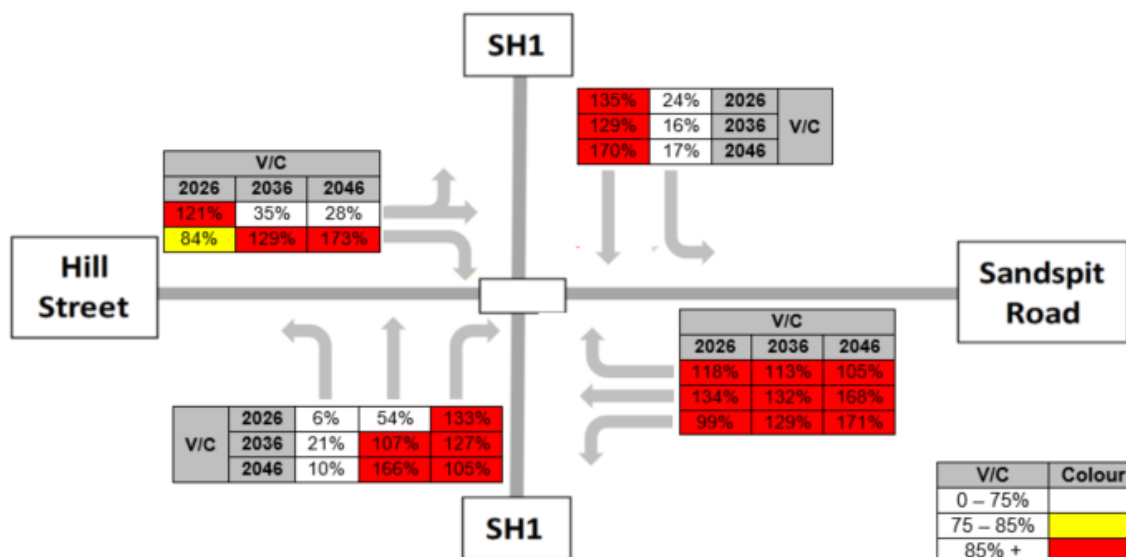 SH1
135% 24% 2026 V/C
129% 16% 2036
170% 17% 2046
V/C
2026 2036 2046
121% 35% 28%
84% 129% 173%
Hill
Street
Sandspit
Road
V/C
2026 2036 2046
118% 113% 105%
134% 132% 168%
99% 129% 171%
V/C 2026 6% 54% 133%
2036 21% 107% 127%
2046 10% 166% 105%
SH1
V/C Colour
0 – 75%
75 – 85%
85% +